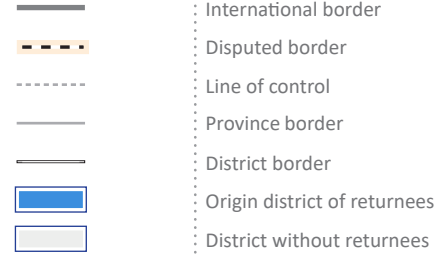 International border
Disputed border
Line of control
Province border
District border
Origin district of returnees
District without returnees